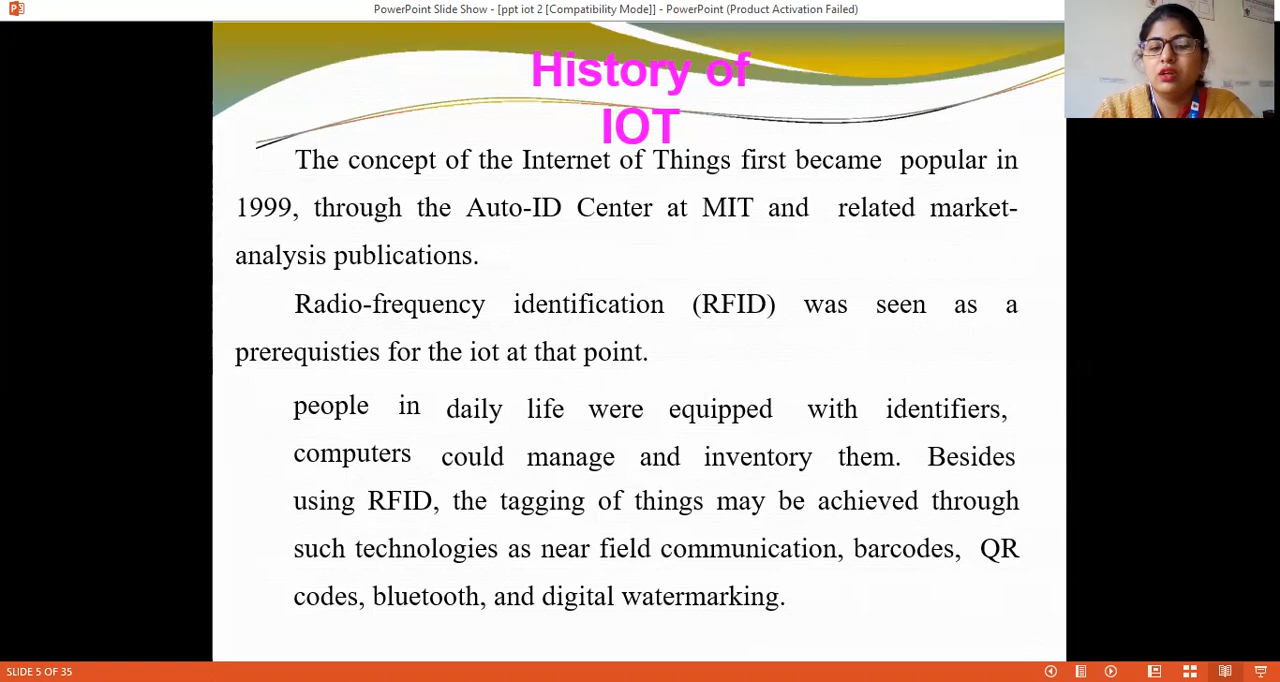 PowerPoint Slide Show - [ppt iot 2 [Compatibility Mode]] - PowerPoint (Product Activation Failed)
History of
IOT
The concept of the Internet of Things first became popular in
1999, through the Auto-ID Center at MIT and related market-
analysis publications.
Radio-frequency identification (RFID) was seen as a
prerequisties for the iot at that point.
people in daily life were equipped with identifiers,
computers could manage and inventory them. Besides
using RFID, the tagging of things may be achieved through
such technologies as near field communication, barcodes, QR
codes, bluetooth, and digital watermarking.
SLIDE 5 OF 35